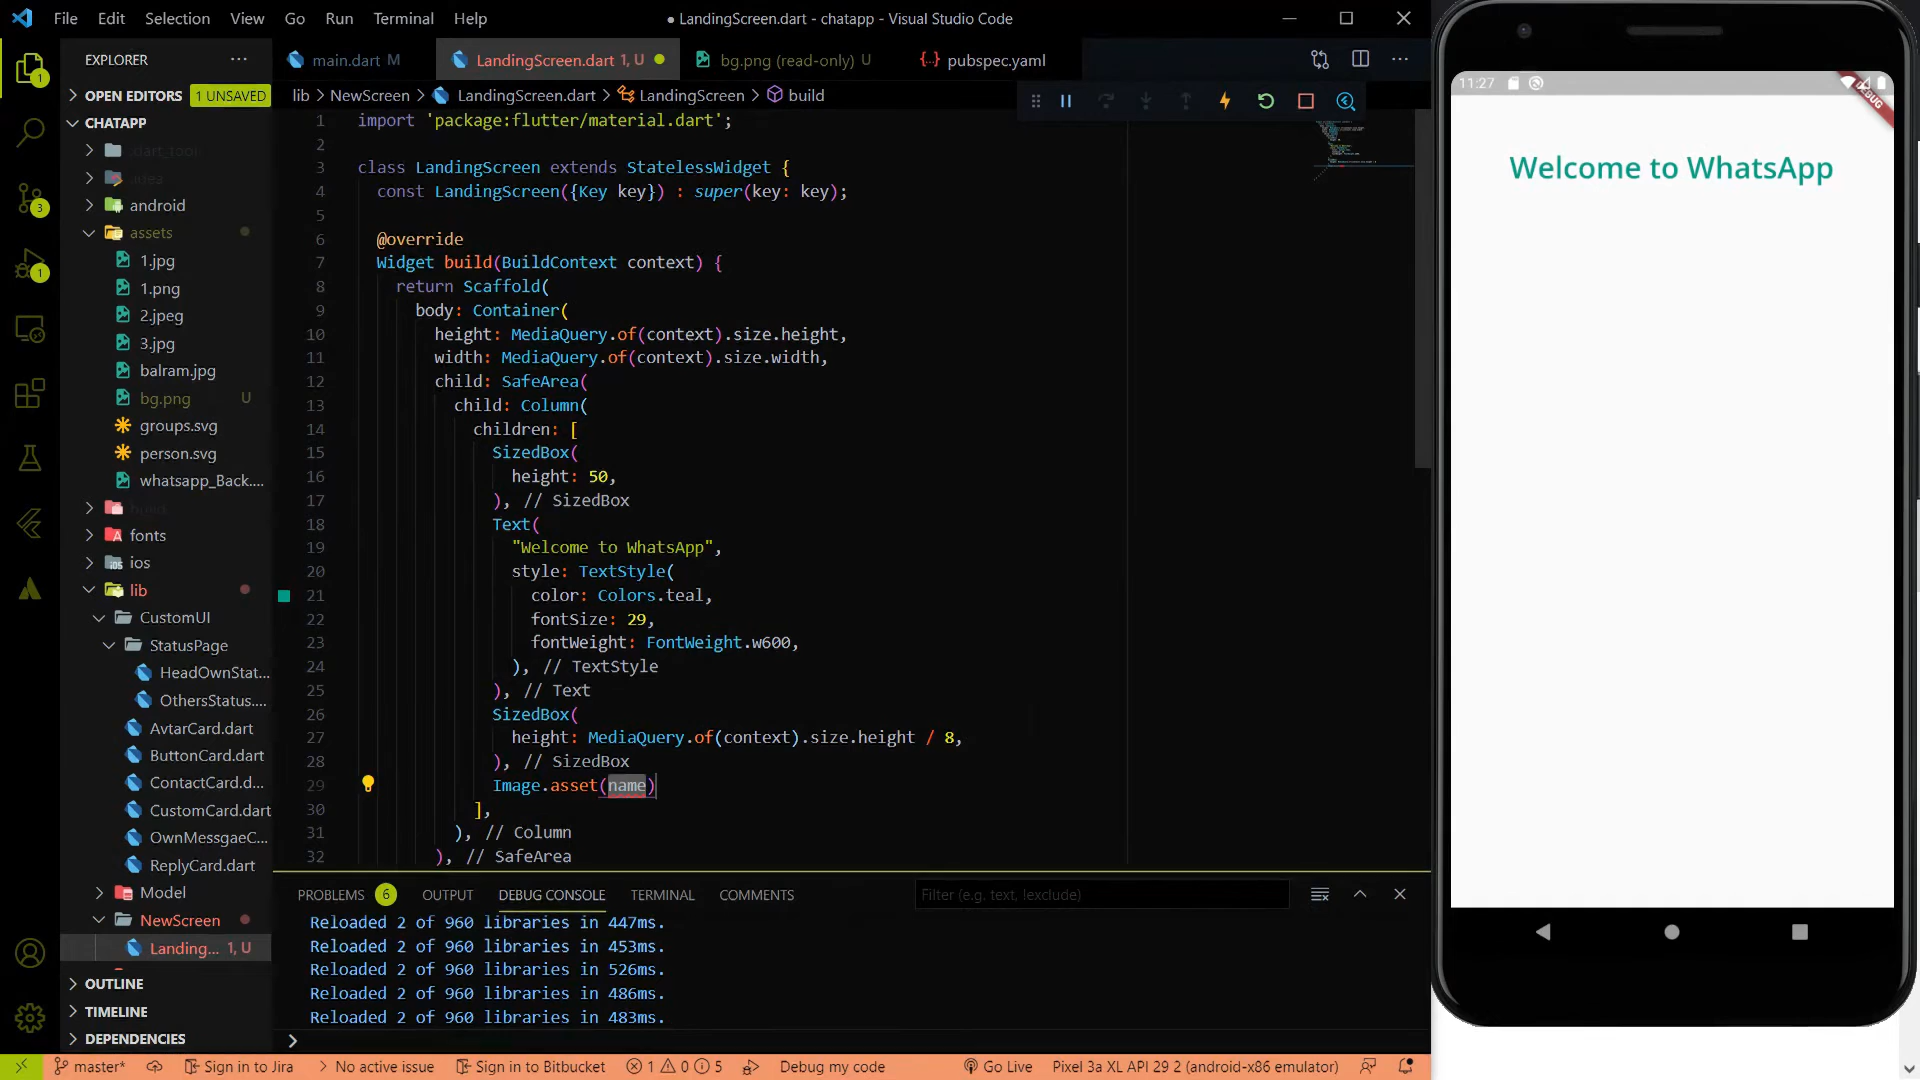 File Edit Selection View Go Run Terminal Help
● LandingScreen.dart - chatapp - Visual Studio Code
EXPLORER
main.dart M
LandingScreen.dart 1, U
bg.png (read-only) U
{..} pubspec.yaml
OPEN EDITORS 1 UNSAVED
lib > NewScreen > LandingScreen.dart > LandingScreen > build
CHATAPP
.dart_tool
.idea
android
assets
1.jpg
1.png
2.jpeg
3.jpg
balram.jpg
bg.png U
groups.svg
person.svg
whatsapp_Back....
build
fonts
ios
lib
CustomUI
StatusPage
HeadOwnStat...
OthersStatus....
AvtarCard.dart
ButtonCard.dart
ContactCard.d...
CustomCard.dart
OwnMessgaeC...
ReplyCard.dart
Model
NewScreen
Landing... 1, U
OUTLINE
TIMELINE
DEPENDENCIES
1 import 'package:flutter/material.dart';
2
3 class LandingScreen extends StatelessWidget {
4 const LandingScreen({Key key}) : super(key: key);
5
6 @override
7 Widget build(BuildContext context) {
8 return Scaffold(
9 body: Container(
10 height: MediaQuery.of(context).size.height,
11 width: MediaQuery.of(context).size.width,
12 child: SafeArea(
13 child: Column(
14 children: [
15 SizedBox(
16 height: 50,
17 ), // SizedBox
18 Text(
19 "Welcome to WhatsApp",
20 style: TextStyle(
21 color: Colors.teal,
22 fontSize: 29,
23 fontWeight: FontWeight.w600,
24 ), // TextStyle
25 ), // Text
26 SizedBox(
27 height: MediaQuery.of(context).size.height / 8,
28 ), // SizedBox
29 Image.asset(name)
30 ],
31 ), // Column
32 ), // SafeArea
PROBLEMS 6 OUTPUT DEBUG CONSOLE TERMINAL COMMENTS
Filter (e.g. text, !exclude)
Reloaded 2 of 960 libraries in 447ms.
Reloaded 2 of 960 libraries in 453ms.
Reloaded 2 of 960 libraries in 526ms.
Reloaded 2 of 960 libraries in 486ms.
Reloaded 2 of 960 libraries in 483ms.
1
3
1
master* Sign in to Jira No active issue Sign in to Bitbucket 1 0 5 Debug my code Go Live Pixel 3a XL API 29 2 (android-x86 emulator)
11:27
DEBUG
Welcome to WhatsApp